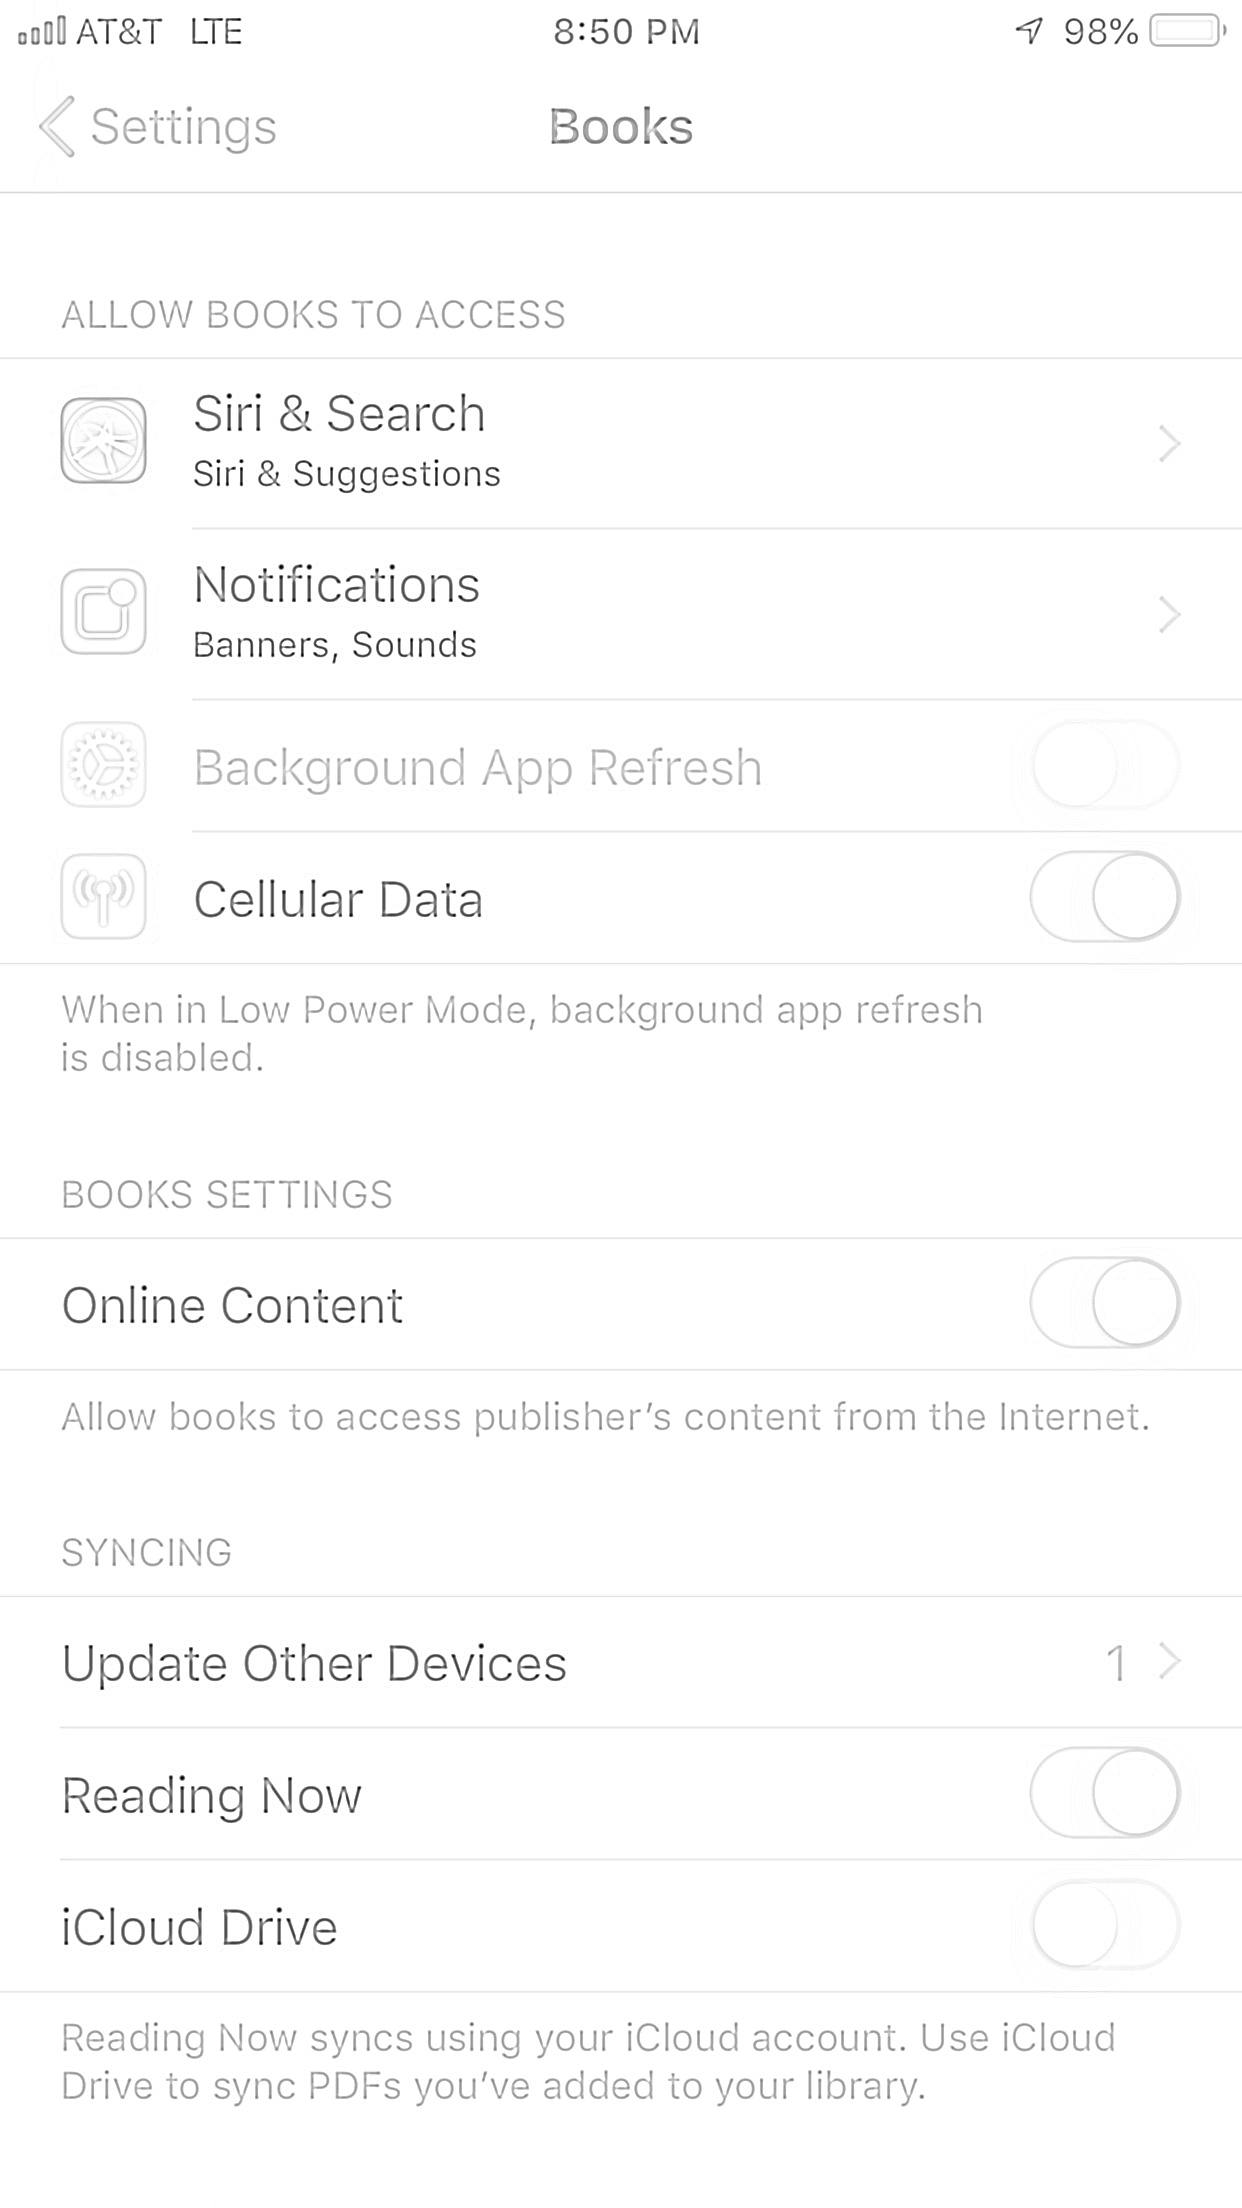 AT&T LTE 8:50 PM 98%
Settings Books
ALLOW BOOKS TO ACCESS
Siri & Search
Siri & Suggestions
Notifications
Banners, Sounds
Background App Refresh
Cellular Data
When in Low Power Mode, background app refresh
is disabled.
BOOKS SETTINGS
Online Content
Allow books to access publisher’s content from the Internet.
SYNCING
Update Other Devices 1
Reading Now
iCloud Drive
Reading Now syncs using your iCloud account. Use iCloud
Drive to sync PDFs you’ve added to your library.